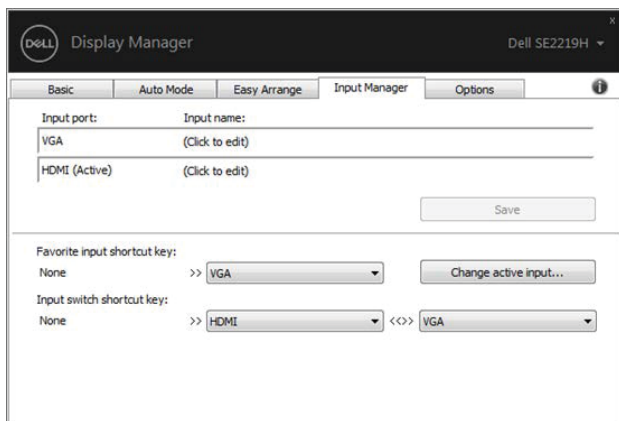 x
DELL Display Manager Dell SE2219H
Basic Auto Mode Easy Arrange Input Manager Options i
Input port: Input name:
VGA (Click to edit)
HDMI (Active) (Click to edit)
Save
Favorite input shortcut key:
None >> VGA Change active input...
Input switch shortcut key:
None >> HDMI <<>> VGA